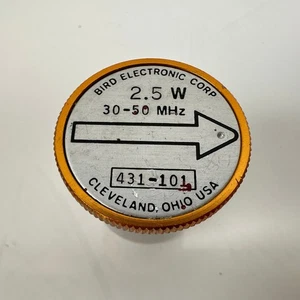 BIRD ELECTRONIC CORP
2.5 W
30-50 MHz
431-101
CLEVELAND, OHIO USA